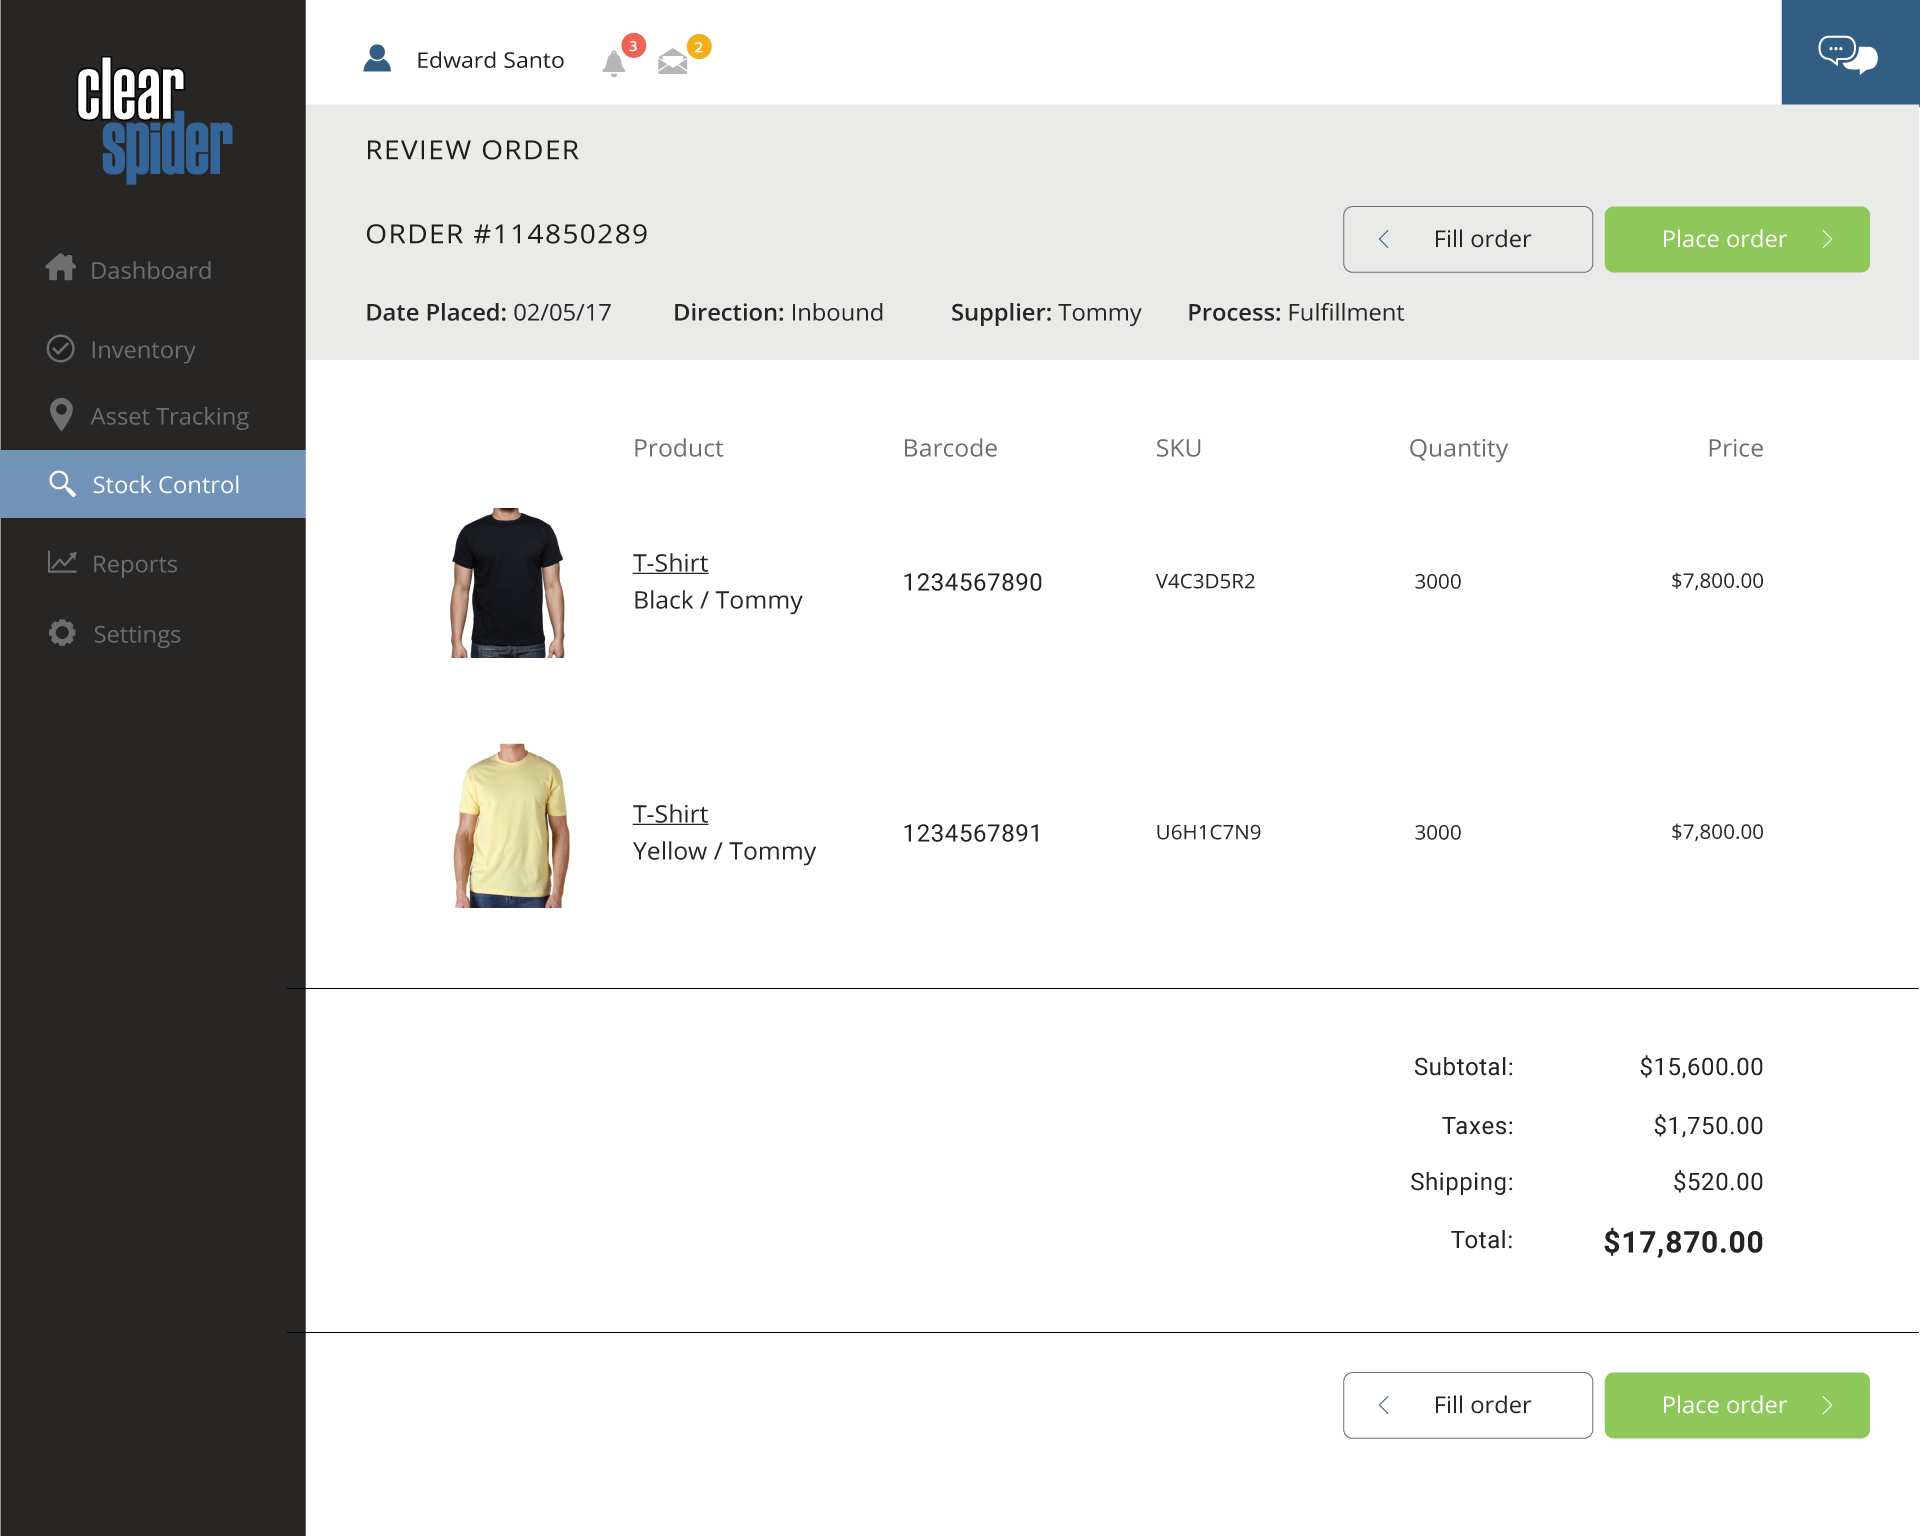 clear
spider
Dashboard
Inventory
Asset Tracking
Stock Control
Reports
Settings
Edward Santo
3
2
REVIEW ORDER
ORDER #114850289
Fill order
Place order
Date Placed: 02/05/17 Direction: Inbound Supplier: Tommy Process: Fulfillment
Product Barcode SKU Quantity Price
T-Shirt
Black / Tommy
1234567890 V4C3D5R2 3000 $7,800.00
T-Shirt
Yellow / Tommy
1234567891 U6H1C7N9 3000 $7,800.00
Subtotal: $15,600.00
Taxes: $1,750.00
Shipping: $520.00
Total: $17,870.00
Fill order
Place order